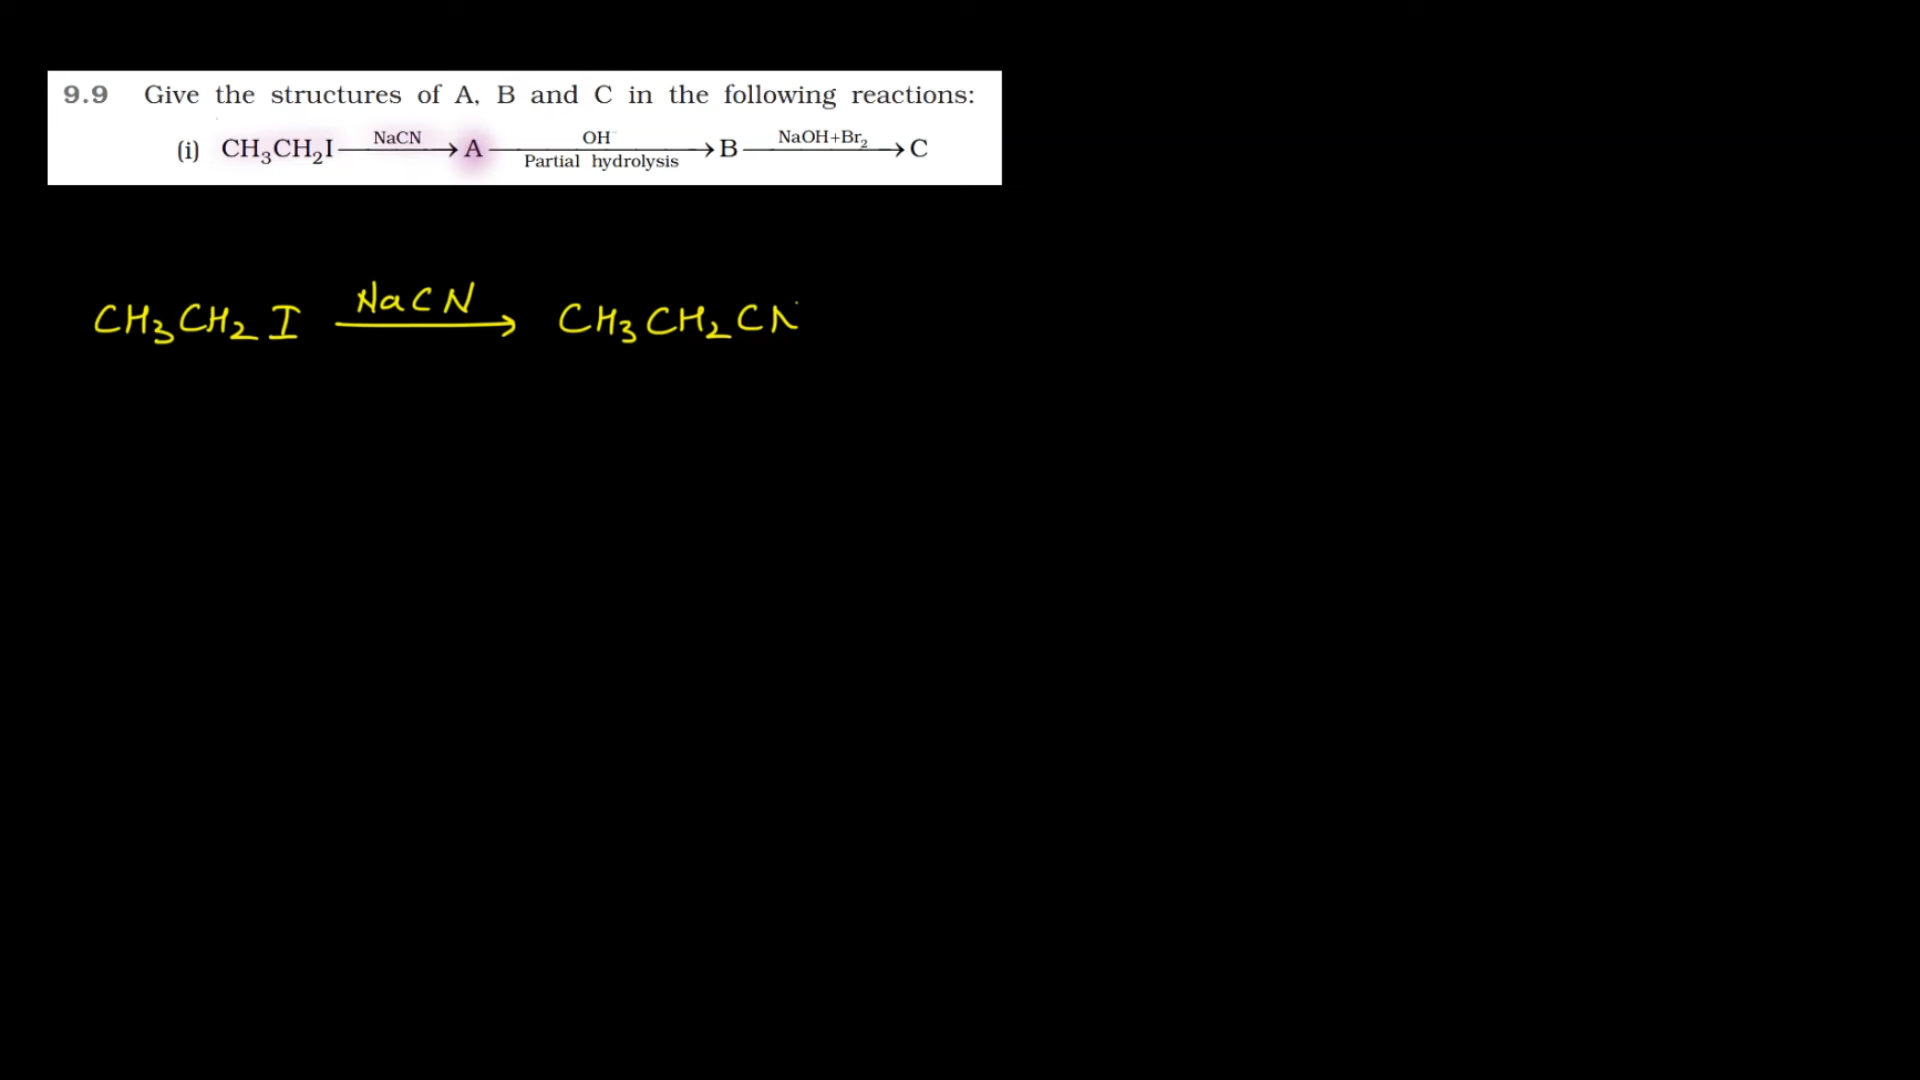 9.9 Give the structures of A, B and C in the following reactions:
(i) CH₃CH₂I —NaCN→ A —OH⁻ Partial hydrolysis→ B —NaOH+Br₂→ C
CH₃CH₂I —NaCN→ CH₃CH₂CN